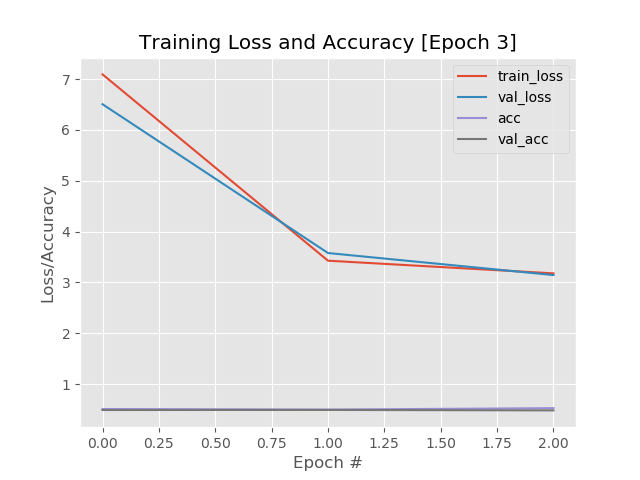 Training Loss and Accuracy [Epoch 3]
train_loss
val_loss
acc
val_acc
Loss/Accuracy
7
6
5
4
3
2
1
0.00 0.25 0.50 0.75 1.00 1.25 1.50 1.75 2.00
Epoch #